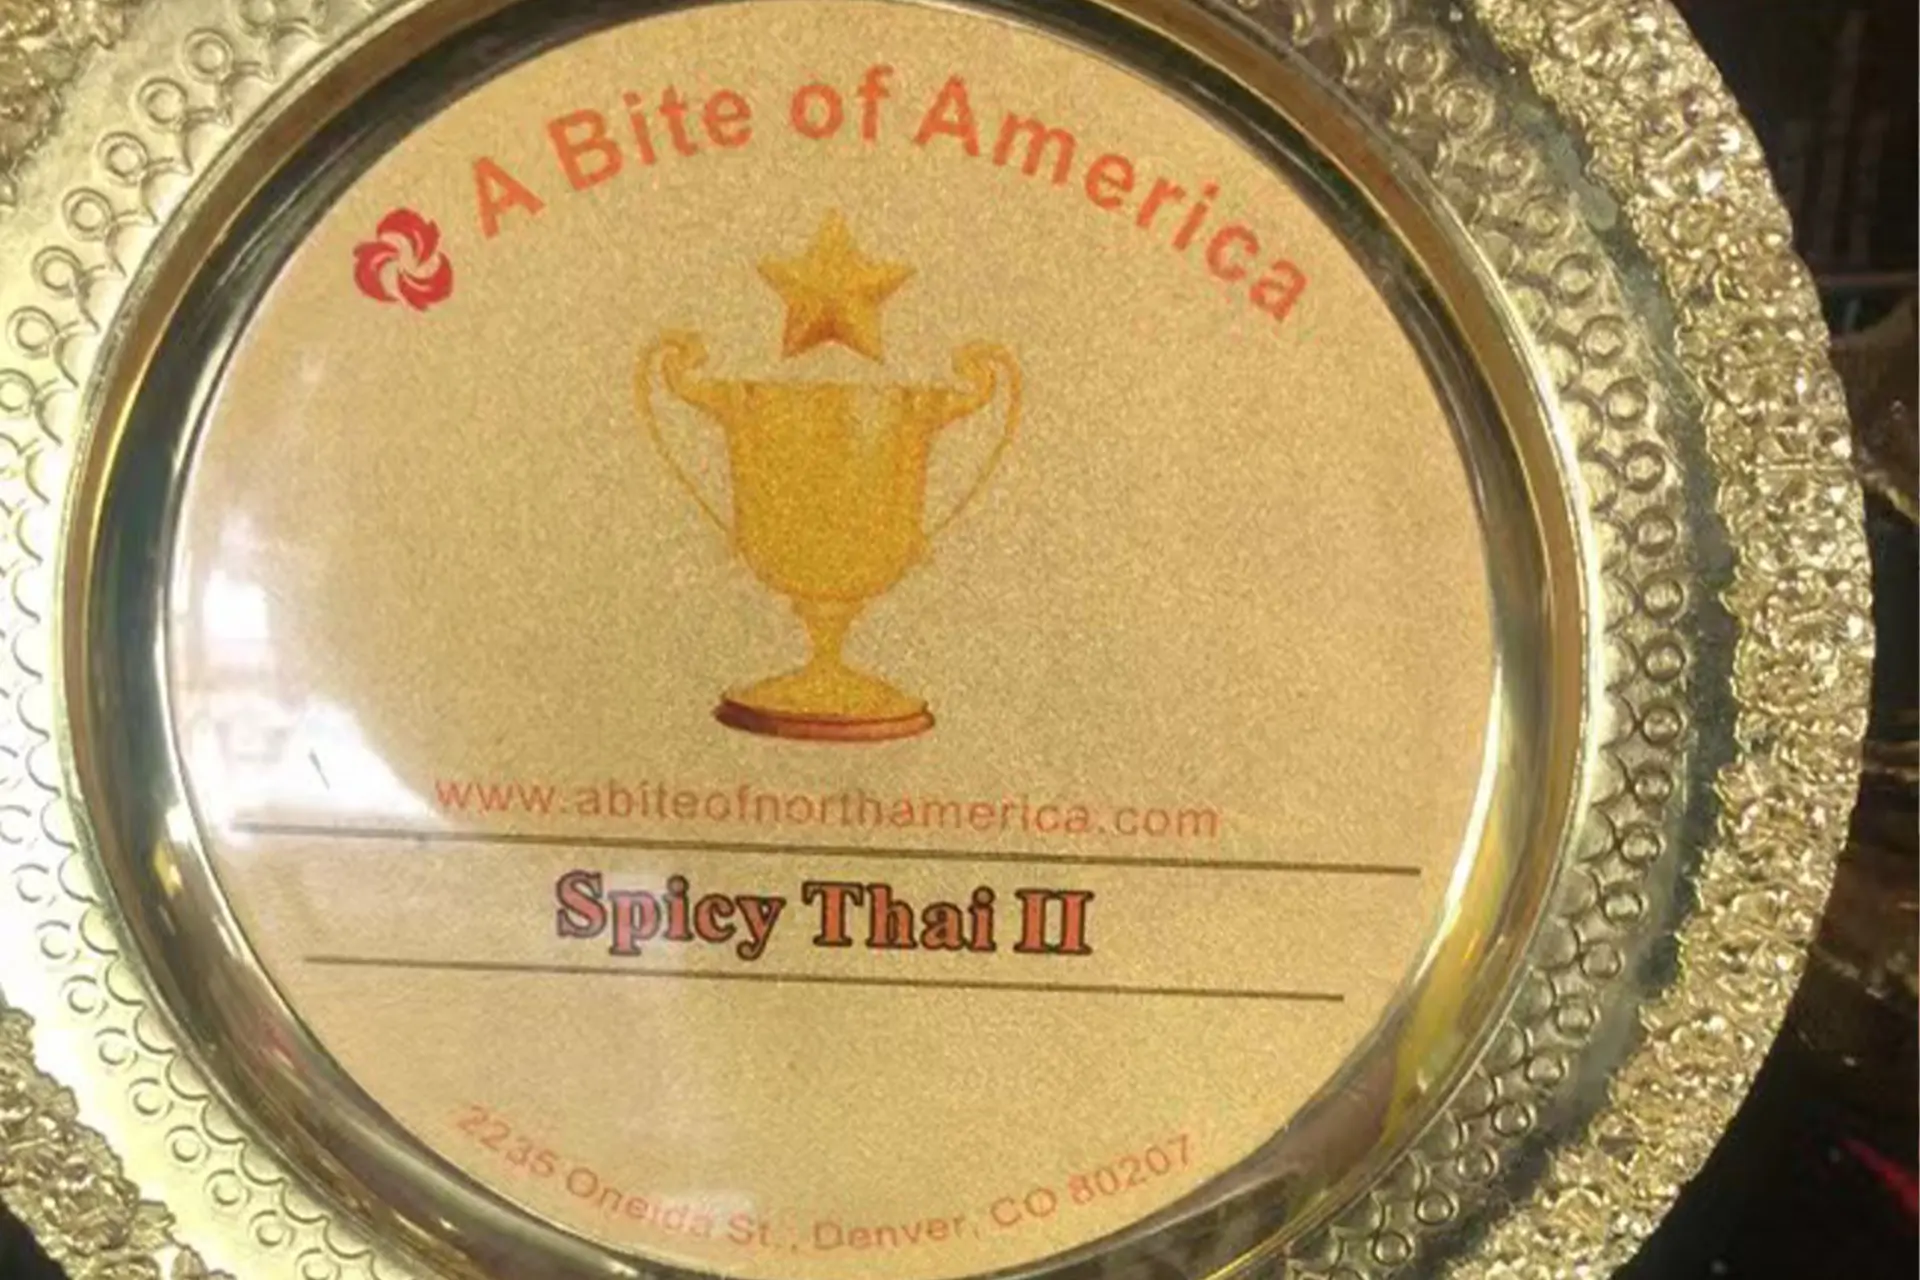 A Bite of America
www.abiteofnorthamerica.com
Spicy Thai II
2235 Oneida St., Denver, CO 80207